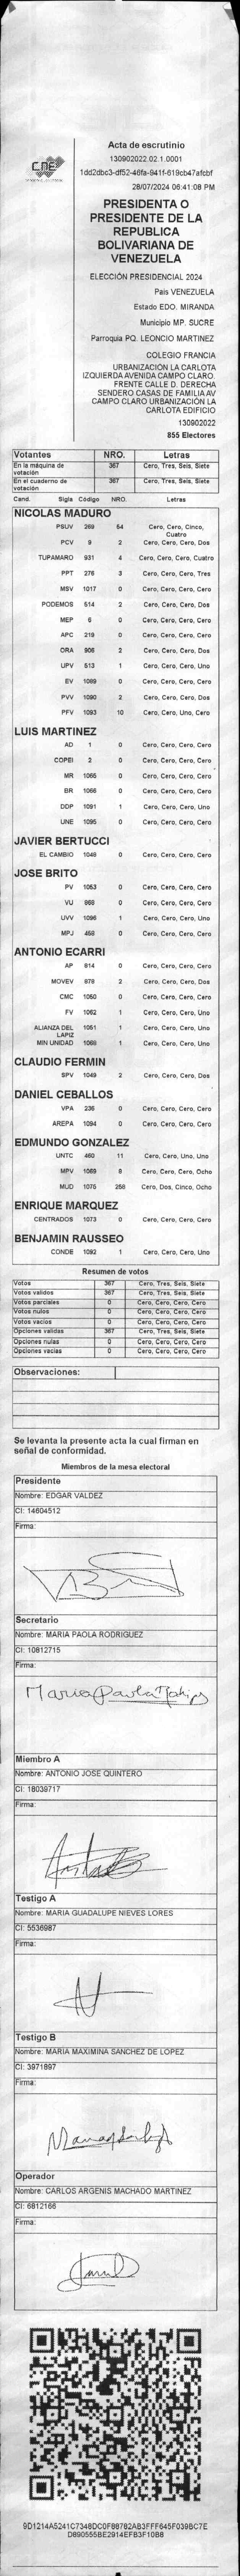 CNE
Acta de escrutinio
130902022.02.1.0001
1dd2dbc3-df52-46fa-941f-619cb47afcbf
28/07/2024 06:41:08 PM
PRESIDENTA O
PRESIDENTE DE LA
REPUBLICA
BOLIVARIANA DE
VENEZUELA
ELECCIÓN PRESIDENCIAL 2024
Pais VENEZUELA
Estado EDO. MIRANDA
Municipio MP. SUCRE
Parroquia PQ. LEONCIO MARTINEZ
COLEGIO FRANCIA
URBANIZACIÓN LA CARLOTA
IZQUIERDA AVENIDA CAMPO CLARO.
FRENTE CALLE D. DERECHA
SENDERO CASAS DE FAMILIA AV
CAMPO CLARO URBANIZACIÓN LA
CARLOTA EDIFICIO
130902022
855 Electores
Votantes NRO. Letras
En la máquina de votación 367 Cero, Tres, Seis, Siete
En el cuaderno de votación 367 Cero, Tres, Seis, Siete
Cand. Sigla Código NRO. Letras
NICOLAS MADURO
PSUV 269 54 Cero, Cero, Cinco, Cuatro
PCV 9 2 Cero, Cero, Cero, Dos
TUPAMARO 931 4 Cero, Cero, Cero, Cuatro
PPT 276 3 Cero, Cero, Cero, Tres
MSV 1017 0 Cero, Cero, Cero, Cero
PODEMOS 514 2 Cero, Cero, Cero, Dos
MEP 6 0 Cero, Cero, Cero, Cero
APC 219 0 Cero, Cero, Cero, Cero
ORA 906 2 Cero, Cero, Cero, Dos
UPV 513 1 Cero, Cero, Cero, Uno
EV 1089 0 Cero, Cero, Cero, Cero
PVV 1090 2 Cero, Cero, Cero, Dos
PFV 1093 10 Cero, Cero, Uno, Cero
LUIS MARTINEZ
AD 1 0 Cero, Cero, Cero, Cero
COPEI 2 0 Cero, Cero, Cero, Cero
MR 1065 0 Cero, Cero, Cero, Cero
BR 1066 0 Cero, Cero, Cero, Cero
DDP 1091 1 Cero, Cero, Cero, Uno
UNE 1095 0 Cero, Cero, Cero, Cero
JAVIER BERTUCCI
EL CAMBIO 1048 0 Cero, Cero, Cero, Cero
JOSE BRITO
PV 1053 0 Cero, Cero, Cero, Cero
VU 868 0 Cero, Cero, Cero, Cero
UVV 1096 1 Cero, Cero, Cero, Uno
MPJ 458 0 Cero, Cero, Cero, Cero
ANTONIO ECARRI
AP 814 0 Cero, Cero, Cero, Cero
MOVEV 878 2 Cero, Cero, Cero, Dos
CMC 1050 0 Cero, Cero, Cero, Cero
FV 1052 1 Cero, Cero, Cero, Uno
ALIANZA DEL LAPIZ 1051 1 Cero, Cero, Cero, Uno
MIN UNIDAD 1068 1 Cero, Cero, Cero, Uno
CLAUDIO FERMIN
SPV 1049 2 Cero, Cero, Cero, Dos
DANIEL CEBALLOS
VPA 236 0 Cero, Cero, Cero, Cero
AREPA 1094 0 Cero, Cero, Cero, Cero
EDMUNDO GONZALEZ
UNTC 460 11 Cero, Cero, Uno, Uno
MPV 1069 8 Cero, Cero, Cero, Ocho
MUD 1075 258 Cero, Dos, Cinco, Ocho
ENRIQUE MARQUEZ
CENTRADOS 1073 0 Cero, Cero, Cero, Cero
BENJAMIN RAUSSEO
CONDE 1092 1 Cero, Cero, Cero, Uno
Resumen de votos
Votos 367 Cero, Tres, Seis, Siete
Votos validos 367 Cero, Tres, Seis, Siete
Votos parciales 0 Cero, Cero, Cero, Cero
Votos nulos 0 Cero, Cero, Cero, Cero
Votos vacios 0 Cero, Cero, Cero, Cero
Opciones validas 367 Cero, Tres, Seis, Siete
Opciones nulas 0 Cero, Cero, Cero, Cero
Opciones vacias 0 Cero, Cero, Cero, Cero
Observaciones:
Se levanta la presente acta la cual firman en
señal de conformidad.
Miembros de la mesa electoral
Presidente
Nombre: EDGAR VALDEZ
CI: 14604512
Firma:
Secretario
Nombre: MARIA PAOLA RODRIGUEZ
CI: 10812715
Firma:
Maria Paola
Miembro A
Nombre: ANTONIO JOSE QUINTERO
CI: 18039717
Firma:
Testigo A
Nombre: MARIA GUADALUPE NIEVES LORES
CI: 5536987
Firma:
Testigo B
Nombre: MARIA MAXIMINA SANCHEZ DE LOPEZ
CI: 3971897
Firma:
Operador
Nombre: CARLOS ARGENIS MACHADO MARTINEZ
CI: 6812166
Firma:
9D1214A5241C7348DC0F88782AB3FFF645F039BC7E
D890555BE2914EFB3F10B8